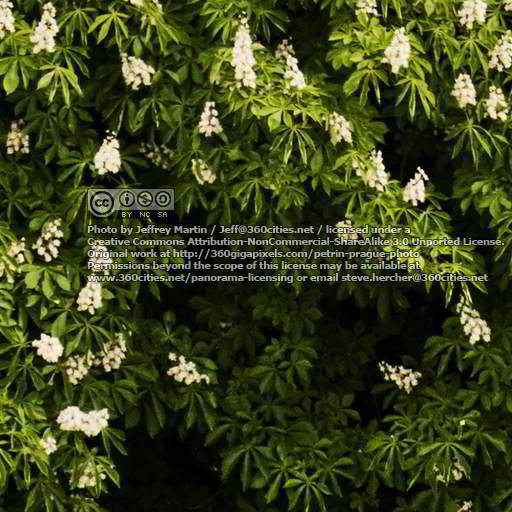 cc
BY NC SA
Photo by Jeffrey Martin / Jeff@360cities.net / licensed under a
Creative Commons Attribution-NonCommercial-ShareAlike 3.0 Unported License.
Original work at http://360gigapixels.com/petrin-prague-photo.
Permissions beyond the scope of this license may be available at
www.360cities.net/panorama-licensing or email steve.hercher@360cities.net